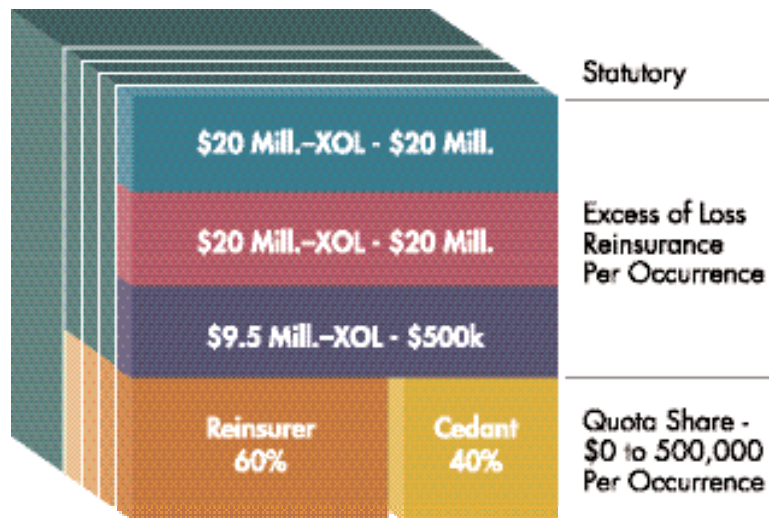 Statutory
$20 Mill.–XOL - $20 Mill.
$20 Mill.–XOL - $20 Mill.
$9.5 Mill.–XOL - $500k
Excess of Loss
Reinsurance
Per Occurrence
Reinsurer
60%
Cedant
40%
Quota Share -
$0 to 500,000
Per Occurrence